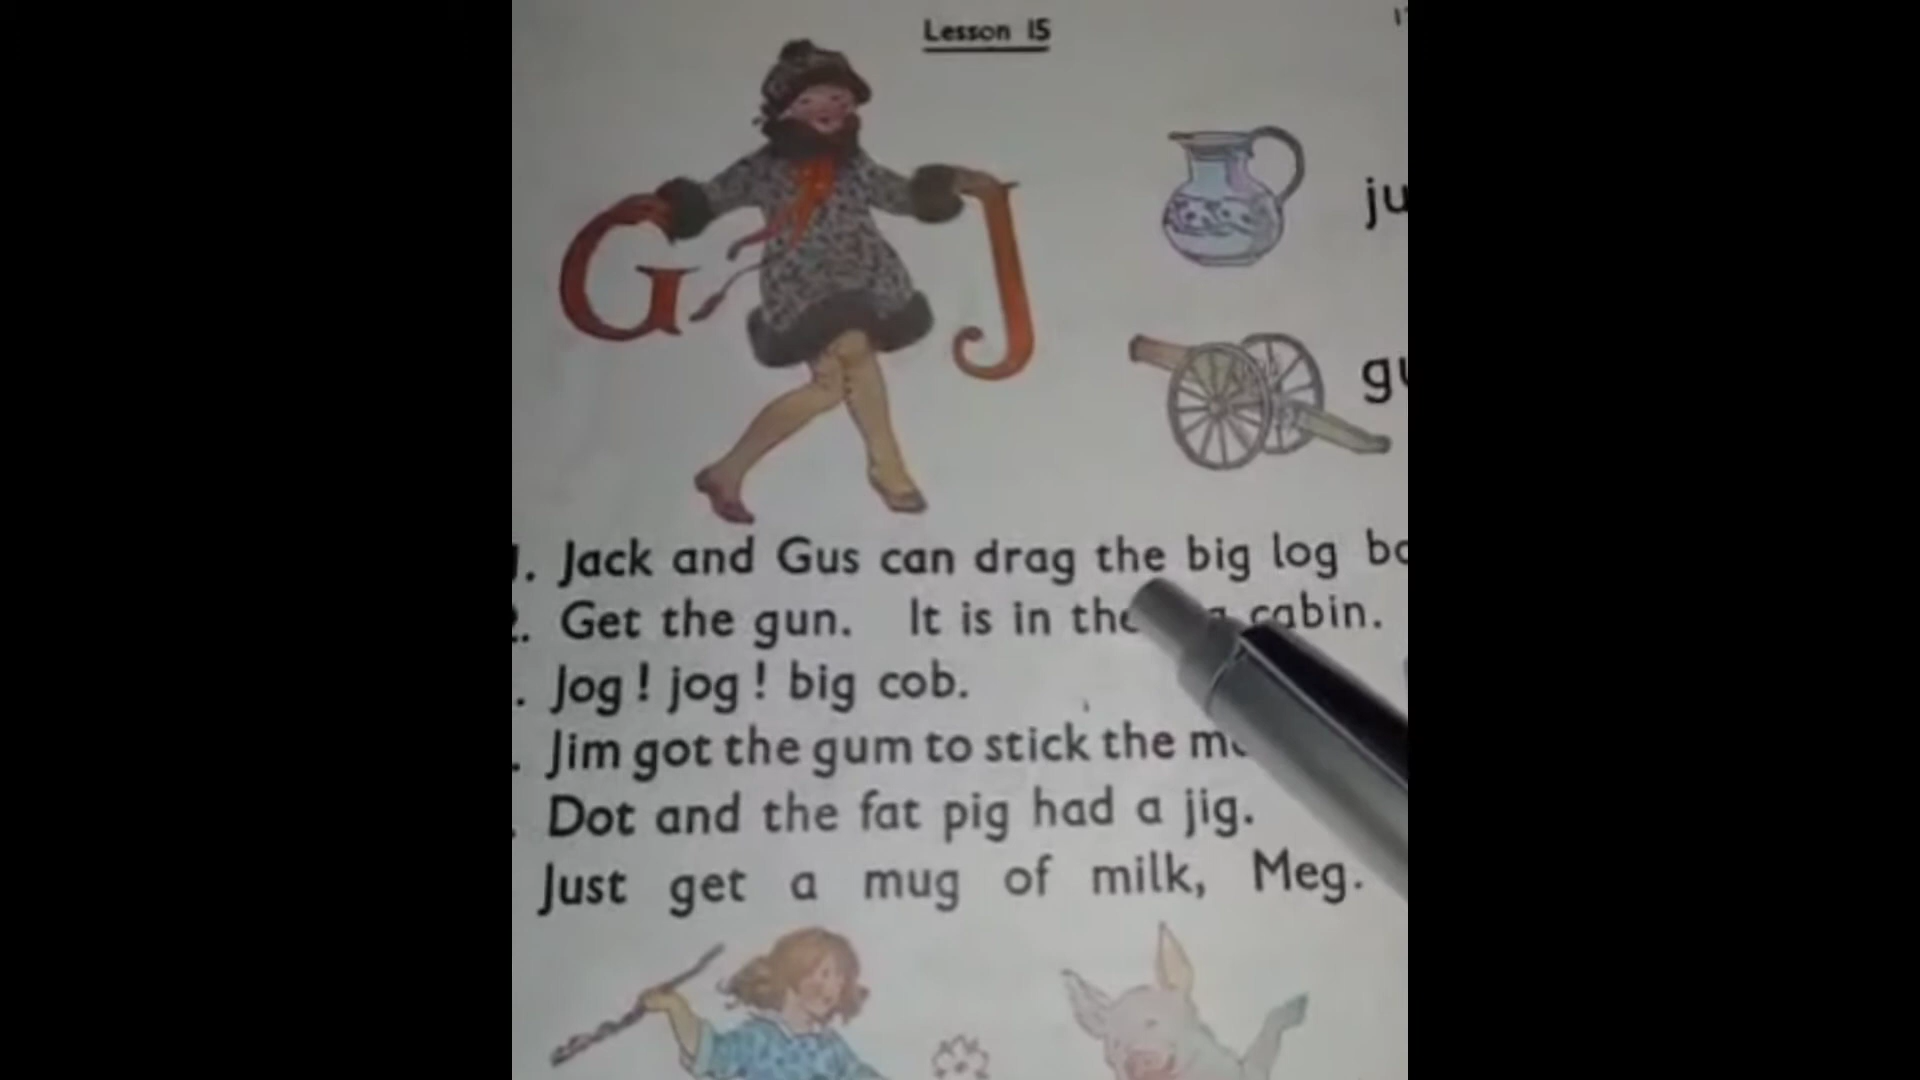 Lesson 15
G J
1. Jack and Gus can drag the big log
2. Get the gun. It is in the cabin.
. Jog! jog! big cob.
. Jim got the gum to stick the
. Dot and the fat pig had a jig.
Just get a mug of milk, Meg.